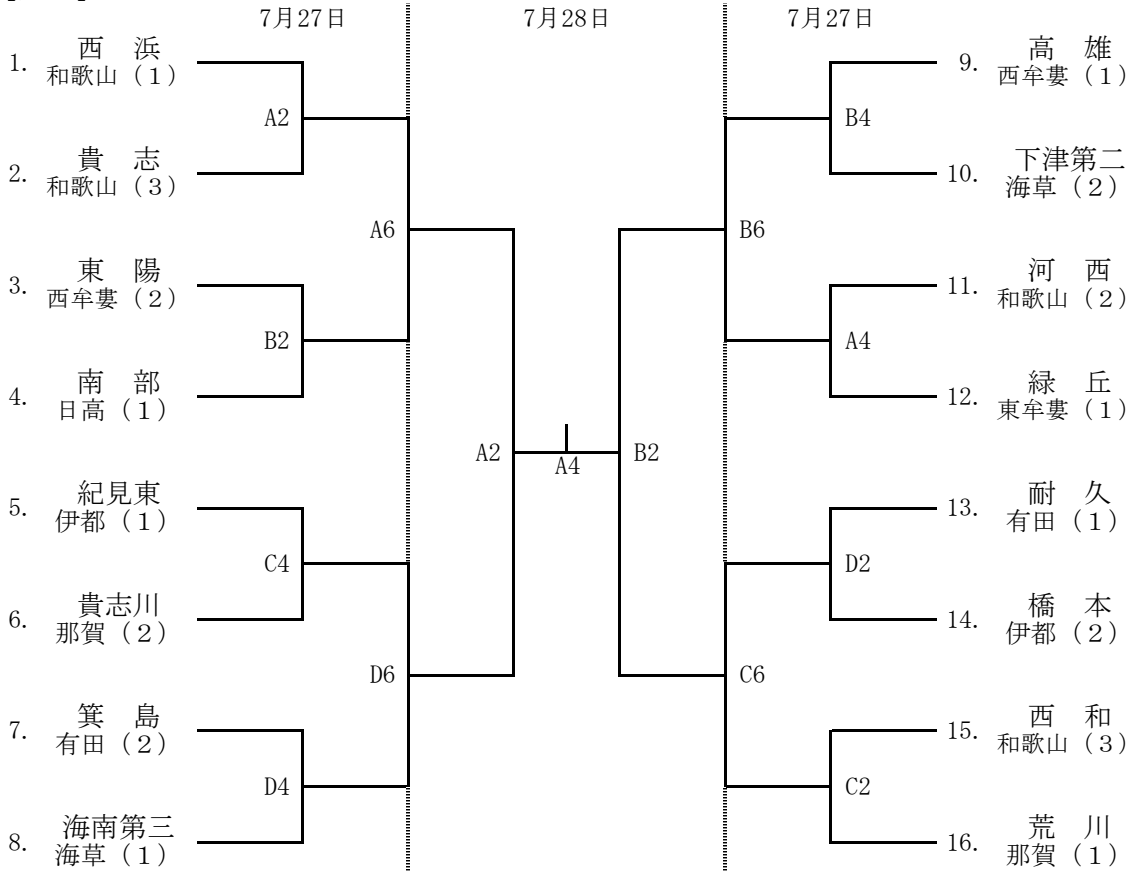 7月27日
7月28日
7月27日
1. 西 浜
和歌山（１）
A2
2. 貴 志
和歌山（３）
A6
3. 東 陽
西牟婁（２）
B2
4. 南 部
日高（１）
A2
5. 紀見東
伊都（１）
C4
6. 貴志川
那賀（２）
D6
7. 箕 島
有田（２）
D4
8. 海南第三
海草（１）
A4
9. 高 雄
西牟婁（１）
B4
10. 下津第二
海草（２）
B6
11. 河 西
和歌山（２）
A4
12. 緑 丘
東牟婁（１）
B2
13. 耐 久
有田（１）
D2
14. 橋 本
伊都（２）
C6
15. 西 和
和歌山（３）
C2
16. 荒 川
那賀（１）